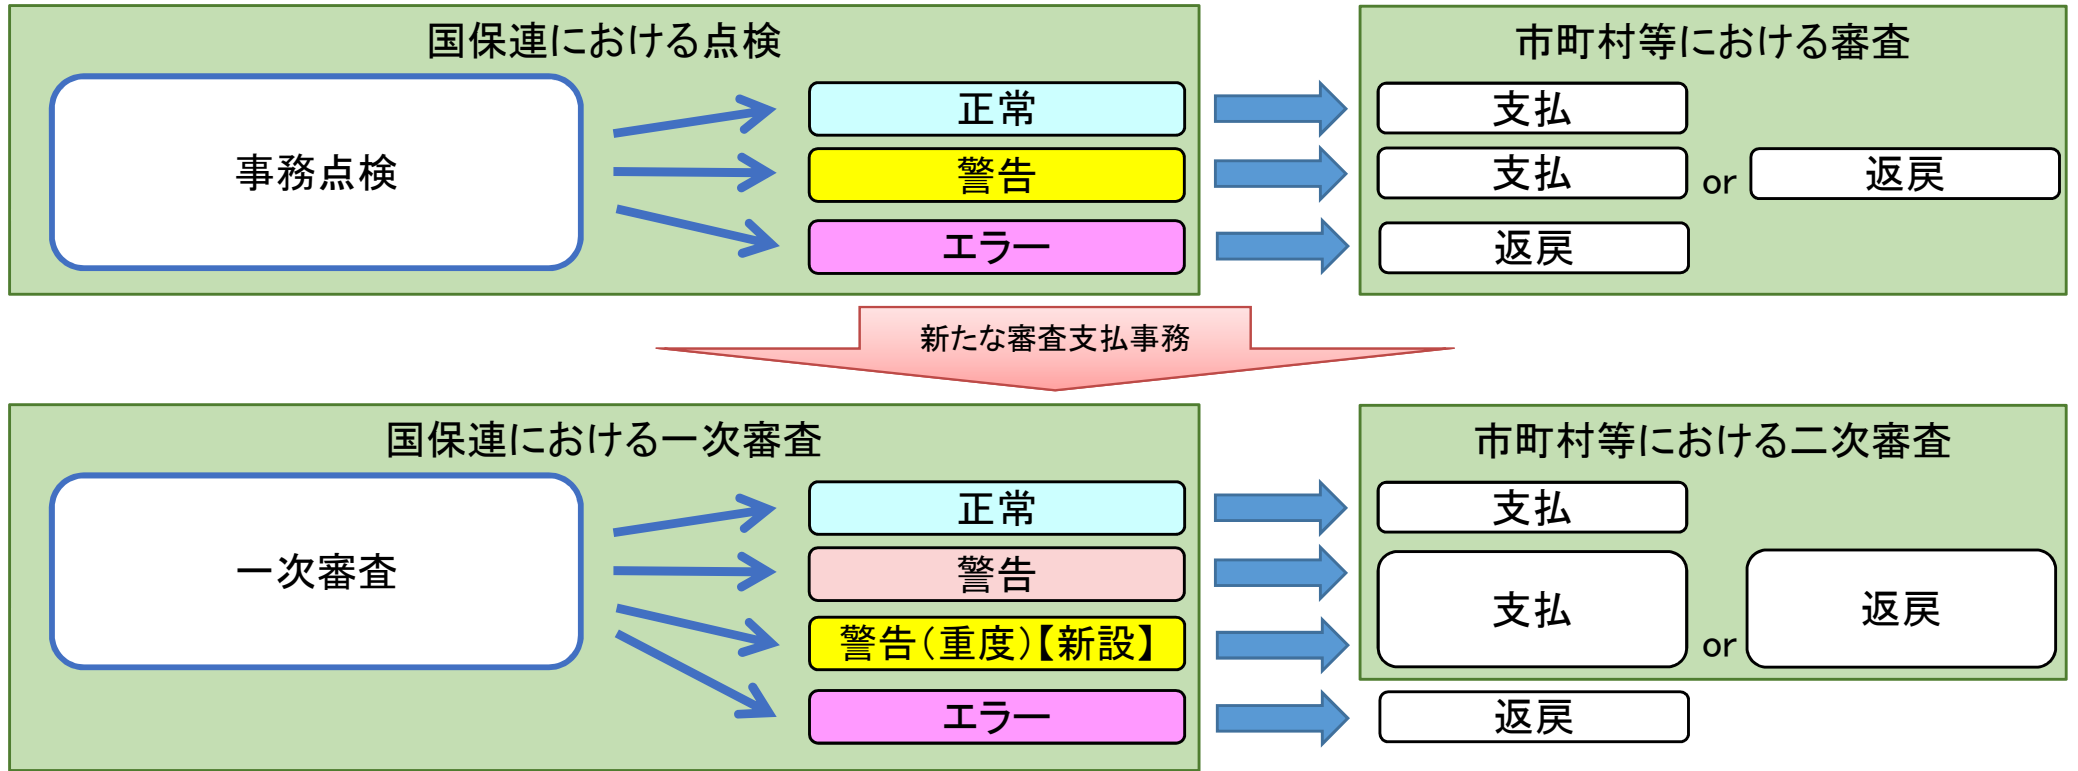 国保連における点検
市町村等における審査
事務点検
正常
支払
警告
支払 or 返戻
エラー
返戻
新たな審査支払事務
国保連における一次審査
市町村等における二次審査
一次審査
正常
支払
警告
警告（重度）【新設】
支払 or 返戻
エラー
返戻